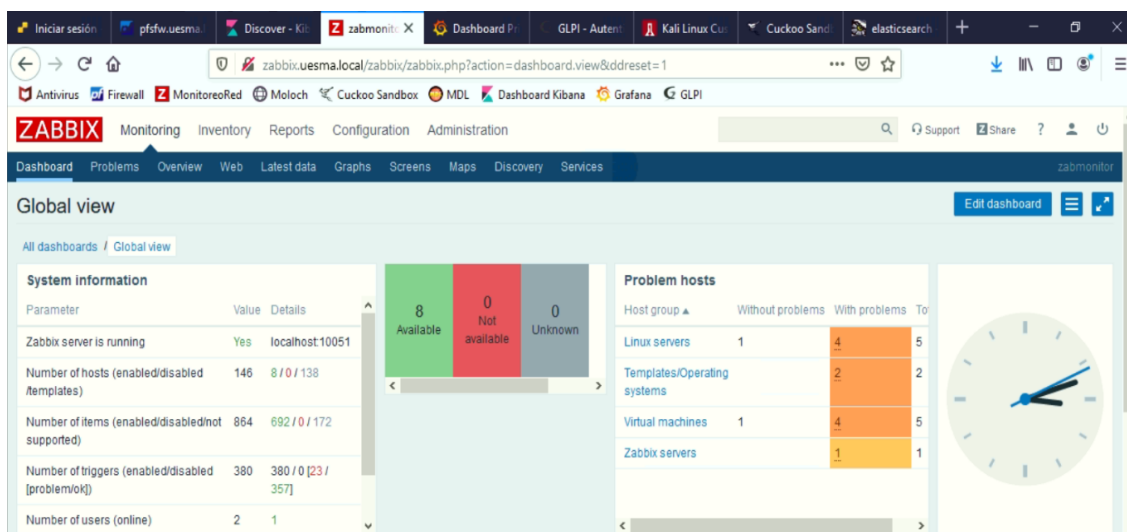 Iniciar sesión
pfsfw.uesma.
Discover - Kib
zabmonito
Dashboard Pr
GLPI - Autent
Kali Linux Cus
Cuckoo Sand
elasticsearch
zabbix.uesma.local/zabbix/zabbix.php?action=dashboard.view&ddreset=1
Antivirus Firewall MonitoreoRed Moloch Cuckoo Sandbox MDL Dashboard Kibana Grafana GLPI
ZABBIX Monitoring Inventory Reports Configuration Administration Support Share ?
Dashboard Problems Overview Web Latest data Graphs Screens Maps Discovery Services zabmonitor
Global view Edit dashboard
All dashboards / Global view
System information
Parameter Value Details
Zabbix server is running Yes localhost:10051
Number of hosts (enabled/disabled 146 8 / 0 / 138
/templates)
Number of items (enabled/disabled/not 864 692 / 0 / 172
supported)
Number of triggers (enabled/disabled 380 380 / 0 [23 /
[problem/ok]) 357]
Number of users (online) 2 1
8
Available
0
Not
available
0
Unknown
Problem hosts
Host group Without problems With problems To
Linux servers 1 4 5
Templates/Operating 2 2
systems
Virtual machines 1 4 5
Zabbix servers 1 1